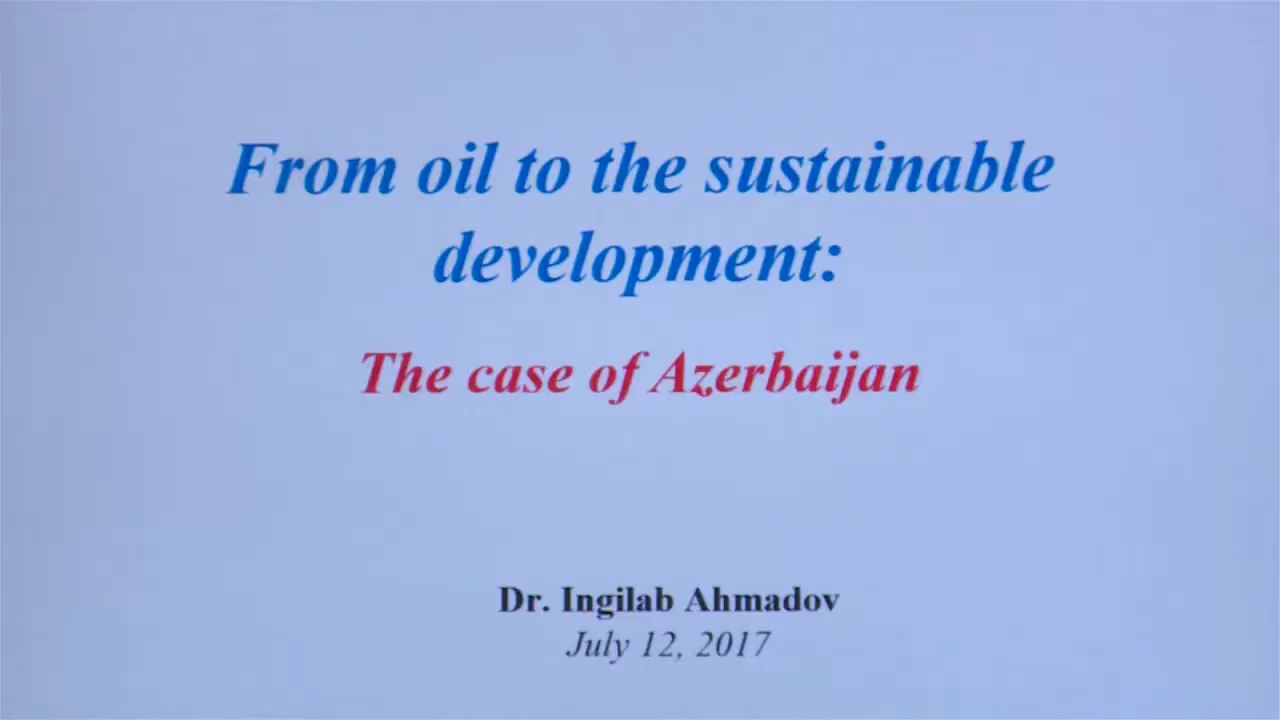 From oil to the sustainable
development:
The case of Azerbaijan
Dr. Ingilab Ahmadov
July 12, 2017